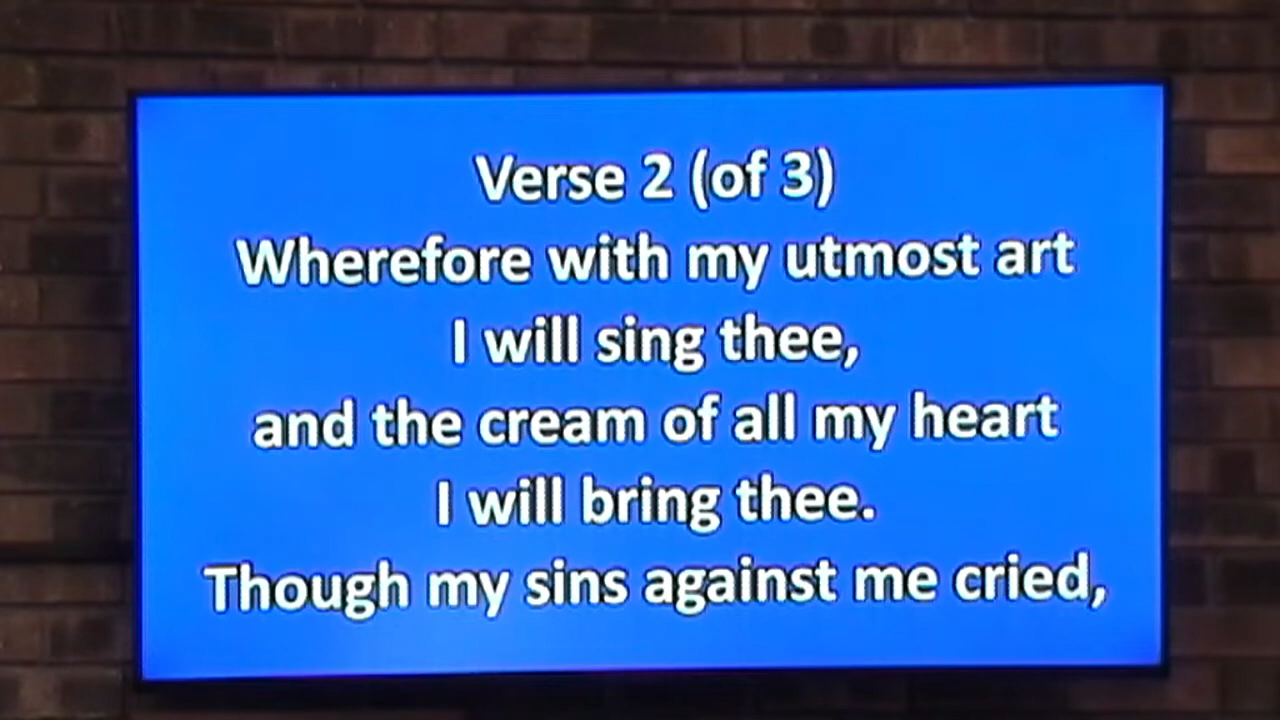 Verse 2 (of 3)
Wherefore with my utmost art
I will sing thee,
and the cream of all my heart
I will bring thee.
Though my sins against me cried,